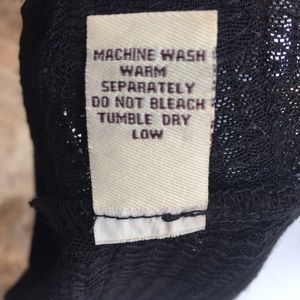 MACHINE WASH
WARM
SEPARATELY
DO NOT BLEACH
TUMBLE DRY
LOW